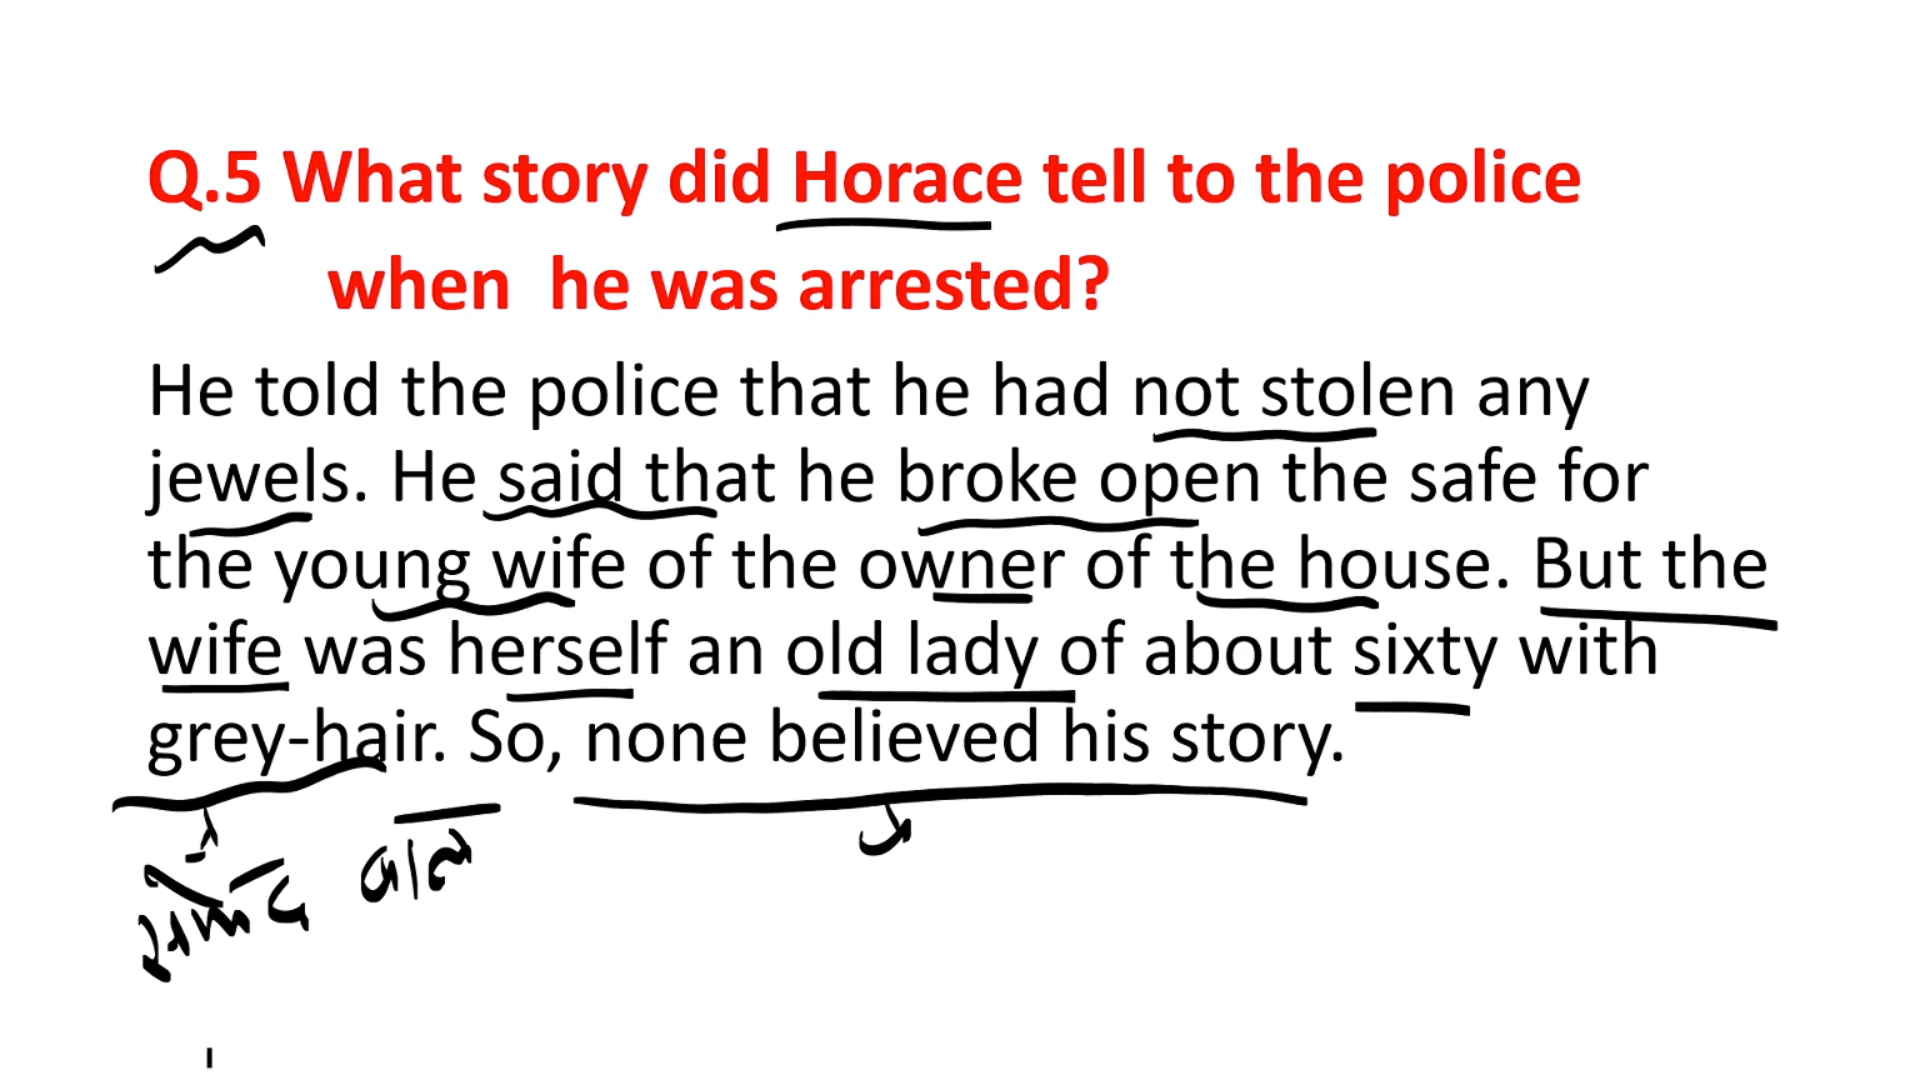 Q.5 What story did Horace tell to the police
when he was arrested?
He told the police that he had not stolen any
jewels. He said that he broke open the safe for
the young wife of the owner of the house. But the
wife was herself an old lady of about sixty with
grey-hair. So, none believed his story.
बाल